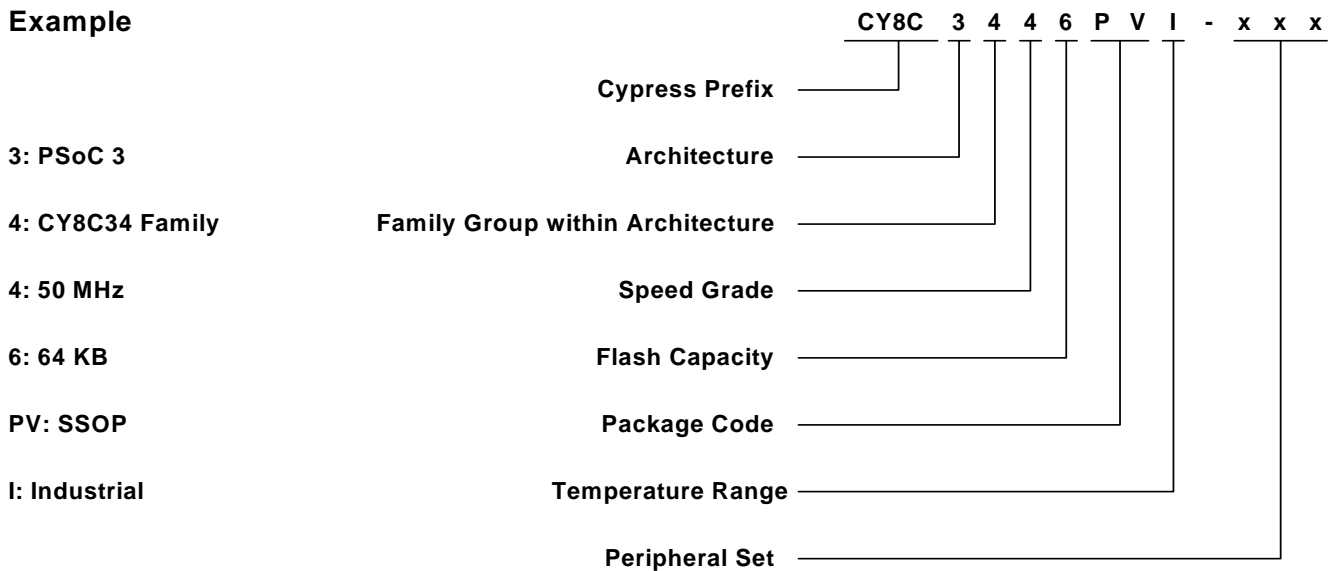 Example CY8C 3 4 4 6 P V I - x x x
Cypress Prefix
3: PSoC 3 Architecture
4: CY8C34 Family Family Group within Architecture
4: 50 MHz Speed Grade
6: 64 KB Flash Capacity
PV: SSOP Package Code
I: Industrial Temperature Range
Peripheral Set